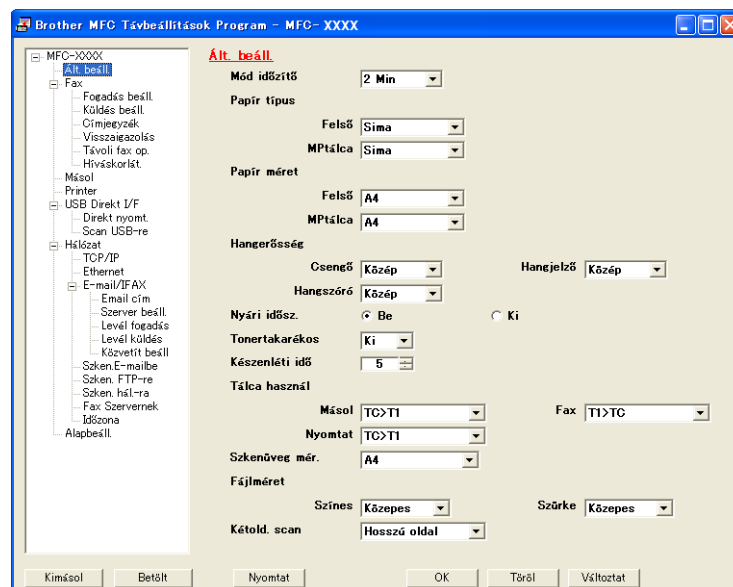 Brother MFC Távbeállítások Program - MFC- XXXX
MFC-XXXX
Ált. beáll.
Fax
Fogadás beáll.
Küldés beáll.
Címjegyzék
Visszaigazolás
Távoli fax op.
Híváskorlát.
Másol
Printer
USB Direkt I/F
Direkt nyomt.
Scan USB-re
Hálózat
TCP/IP
Ethernet
E-mail/IFAX
Email cím
Szerver beáll.
Levél fogadás
Levél küldés
Közvetít beáll
Szken.E-mailbe
Szken. FTP-re
Szken. hál.-ra
Fax Szervernek
Időzona
Alapbeáll.
Ált. beáll.
Mód időzítő 2 Min
Papír típus
Felső Sima
MPtálca Sima
Papír méret
Felső A4
MPtálca A4
Hangerősség
Csengő Közép Hangjelző Közép
Hangszóró Közép
Nyári idősz. Be Ki
Tonertakarékos Ki
Készenléti idő 5
Tálca használ
Másol TC>T1 Fax T1>TC
Nyomtat TC>T1
Szkenüveg mér. A4
Fájlméret
Színes Közepes Szürke Közepes
Kétold. scan Hosszú oldal
Kimásol Betölt Nyomtat OK Töröl Változtat